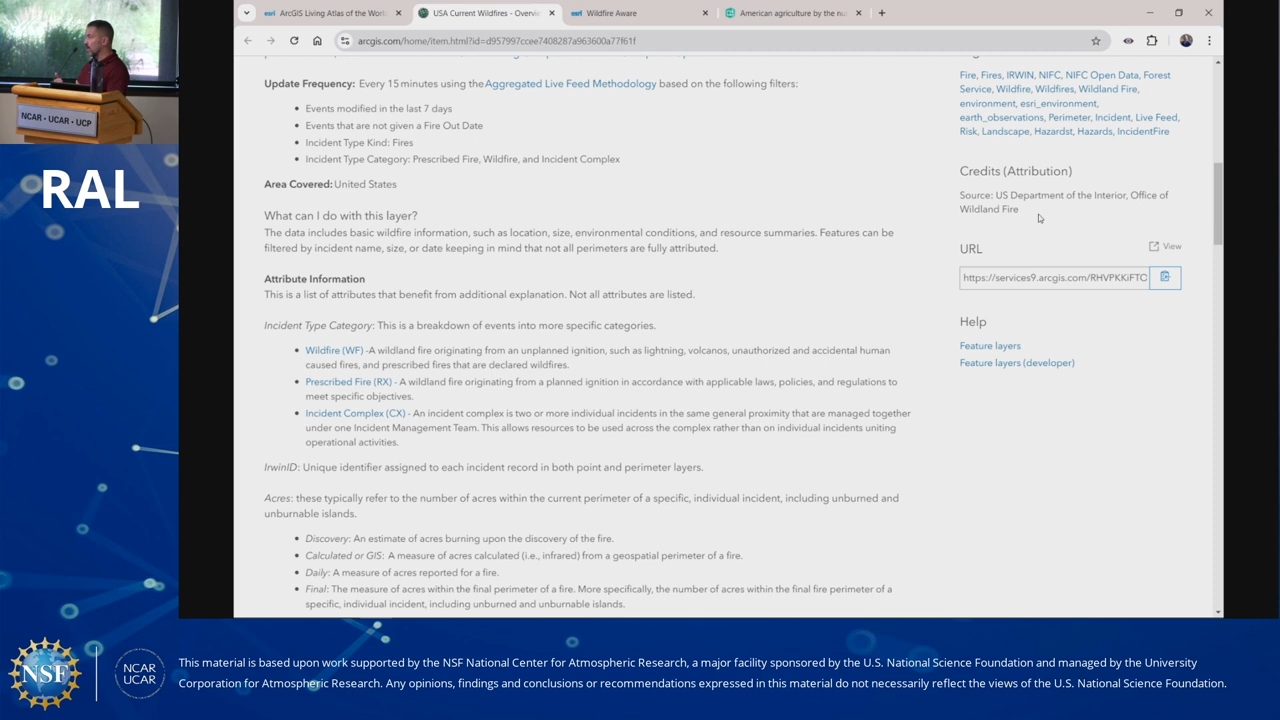 NCAR • UCAR • UCP
RAL
esri ArcGIS Living Atlas of the World
USA Current Wildfires - Overvi
esri Wildfire Aware
American agriculture by the nu
arcgis.com/home/item.html?id=d957997ccee7408287a963600a77f61f
Update Frequency: Every 15 minutes using the Aggregated Live Feed Methodology based on the following filters:
Events modified in the last 7 days
Events that are not given a Fire Out Date
Incident Type Kind: Fires
Incident Type Category: Prescribed Fire, Wildfire, and Incident Complex
Area Covered: United States
What can I do with this layer?
The data includes basic wildfire information, such as location, size, environmental conditions, and resource summaries. Features can be
filtered by incident name, size, or date keeping in mind that not all perimeters are fully attributed.
Attribute Information
This is a list of attributes that benefit from additional explanation. Not all attributes are listed.
Incident Type Category: This is a breakdown of events into more specific categories.
Wildfire (WF) -A wildland fire originating from an unplanned ignition, such as lightning, volcanos, unauthorized and accidental human
caused fires, and prescribed fires that are declared wildfires.
Prescribed Fire (RX) - A wildland fire originating from a planned ignition in accordance with applicable laws, policies, and regulations to
meet specific objectives.
Incident Complex (CX) - An incident complex is two or more individual incidents in the same general proximity that are managed together
under one Incident Management Team. This allows resources to be used across the complex rather than on individual incidents uniting
operational activities.
IrwinID: Unique identifier assigned to each incident record in both point and perimeter layers.
Acres: these typically refer to the number of acres within the current perimeter of a specific, individual incident, including unburned and
unburnable islands.
Discovery: An estimate of acres burning upon the discovery of the fire.
Calculated or GIS: A measure of acres calculated (i.e., infrared) from a geospatial perimeter of a fire.
Daily: A measure of acres reported for a fire.
Final: The measure of acres within the final perimeter of a fire. More specifically, the number of acres within the final fire perimeter of a
specific, individual incident, including unburned and unburnable islands.
Fire, Fires, IRWIN, NIFC, NIFC Open Data, Forest
Service, Wildfire, Wildfires, Wildland Fire,
environment, esri_environment,
earth_observations, Perimeter, Incident, Live Feed,
Risk, Landscape, Hazardst, Hazards, IncidentFire
Credits (Attribution)
Source: US Department of the Interior, Office of
Wildland Fire
URL
View
https://services9.arcgis.com/RHVPKKiFTC
Help
Feature layers
Feature layers (developer)
NSF
NCAR
UCAR
This material is based upon work supported by the NSF National Center for Atmospheric Research, a major facility sponsored by the U.S. National Science Foundation and managed by the University
Corporation for Atmospheric Research. Any opinions, findings and conclusions or recommendations expressed in this material do not necessarily reflect the views of the U.S. National Science Foundation.